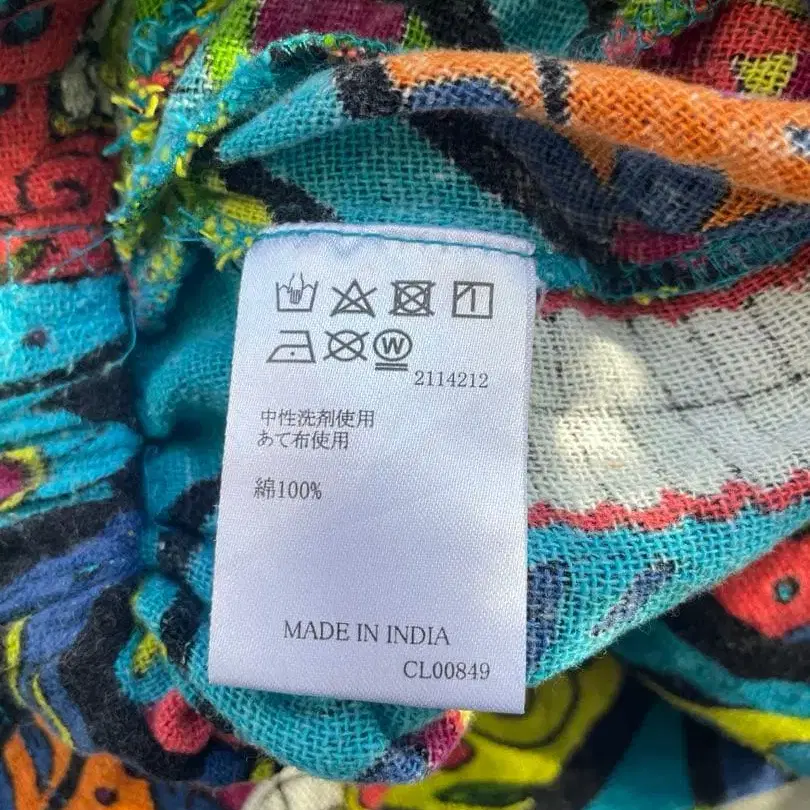 W
2114212
中性洗剤使用
あて布使用
綿100%
MADE IN INDIA
CL00849